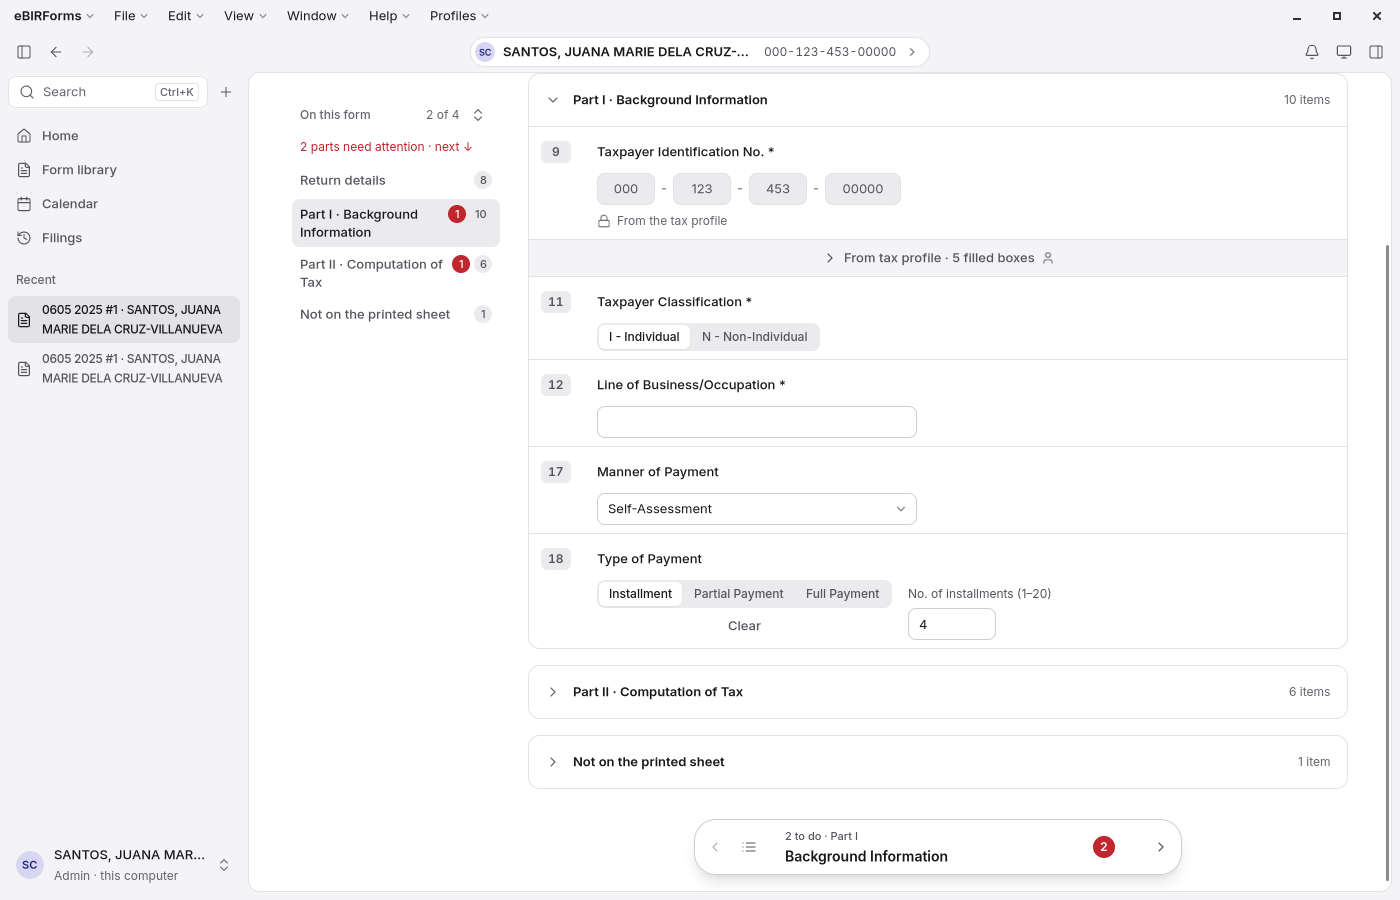 eBIRForms File Edit View Window Help Profiles
SC SANTOS, JUANA MARIE DELA CRUZ-... 000-123-453-00000
Search Ctrl+K
Home
Form library
Calendar
Filings
Recent
0605 2025 #1 · SANTOS, JUANA
MARIE DELA CRUZ-VILLANUEVA
0605 2025 #1 · SANTOS, JUANA
MARIE DELA CRUZ-VILLANUEVA
SC SANTOS, JUANA MAR...
Admin · this computer
On this form 2 of 4
2 parts need attention · next ↓
Return details 8
Part I · Background 1 10
Information
Part II · Computation of 1 6
Tax
Not on the printed sheet 1
Part I · Background Information 10 items
9 Taxpayer Identification No. *
000 - 123 - 453 - 00000
From the tax profile
From tax profile · 5 filled boxes
11 Taxpayer Classification *
I - Individual N - Non-Individual
12 Line of Business/Occupation *
17 Manner of Payment
Self-Assessment
18 Type of Payment
Installment Partial Payment Full Payment No. of installments (1–20)
Clear 4
Part II · Computation of Tax 6 items
Not on the printed sheet 1 item
2 to do · Part I
Background Information 2